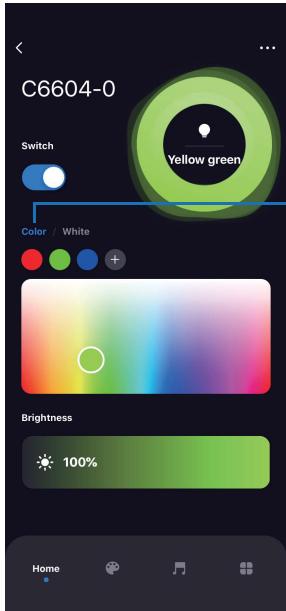 C6604-0
Yellow green
Switch
Color / White
Brightness
100%
Home